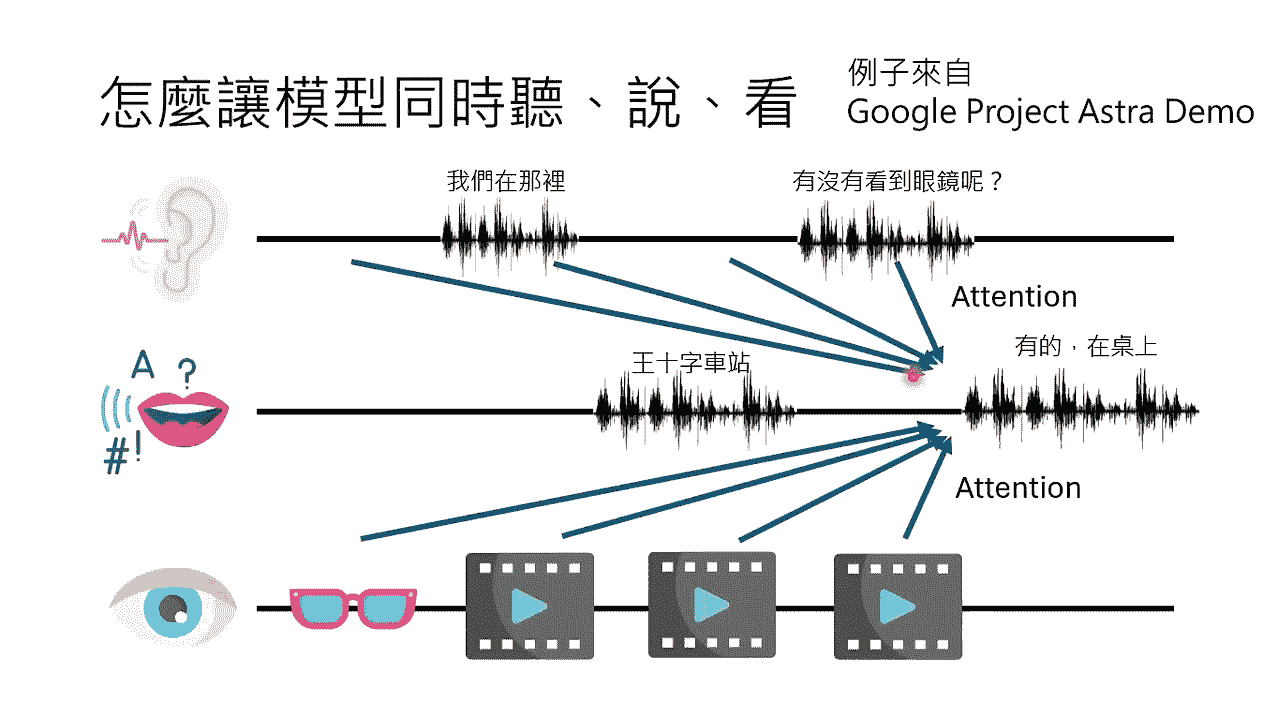 怎麼讓模型同時聽、說、看
例子來自
Google Project Astra Demo
我們在那裡
有沒有看到眼鏡呢？
Attention
A ?
#!
王十字車站
有的，在桌上
Attention